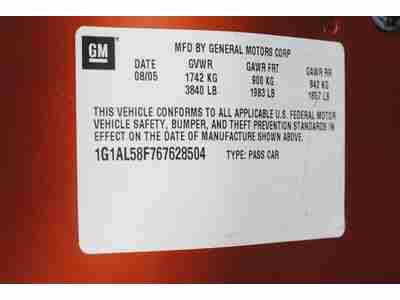 GM
MFD BY GENERAL MOTORS CORP
DATE GVWR GAWR FRT GAWR RR
08/05 1742 KG 900 KG 842 KG
3840 LB 1983 LB 1857 LB
THIS VEHICLE CONFORMS TO ALL APPLICABLE U.S. FEDERAL MOTOR
VEHICLE SAFETY, BUMPER, AND THEFT PREVENTION STANDARDS IN
EFFECT ON THE DATE OF MANUFACTURE SHOWN ABOVE.
1G1AL58F767628504 TYPE: PASS CAR